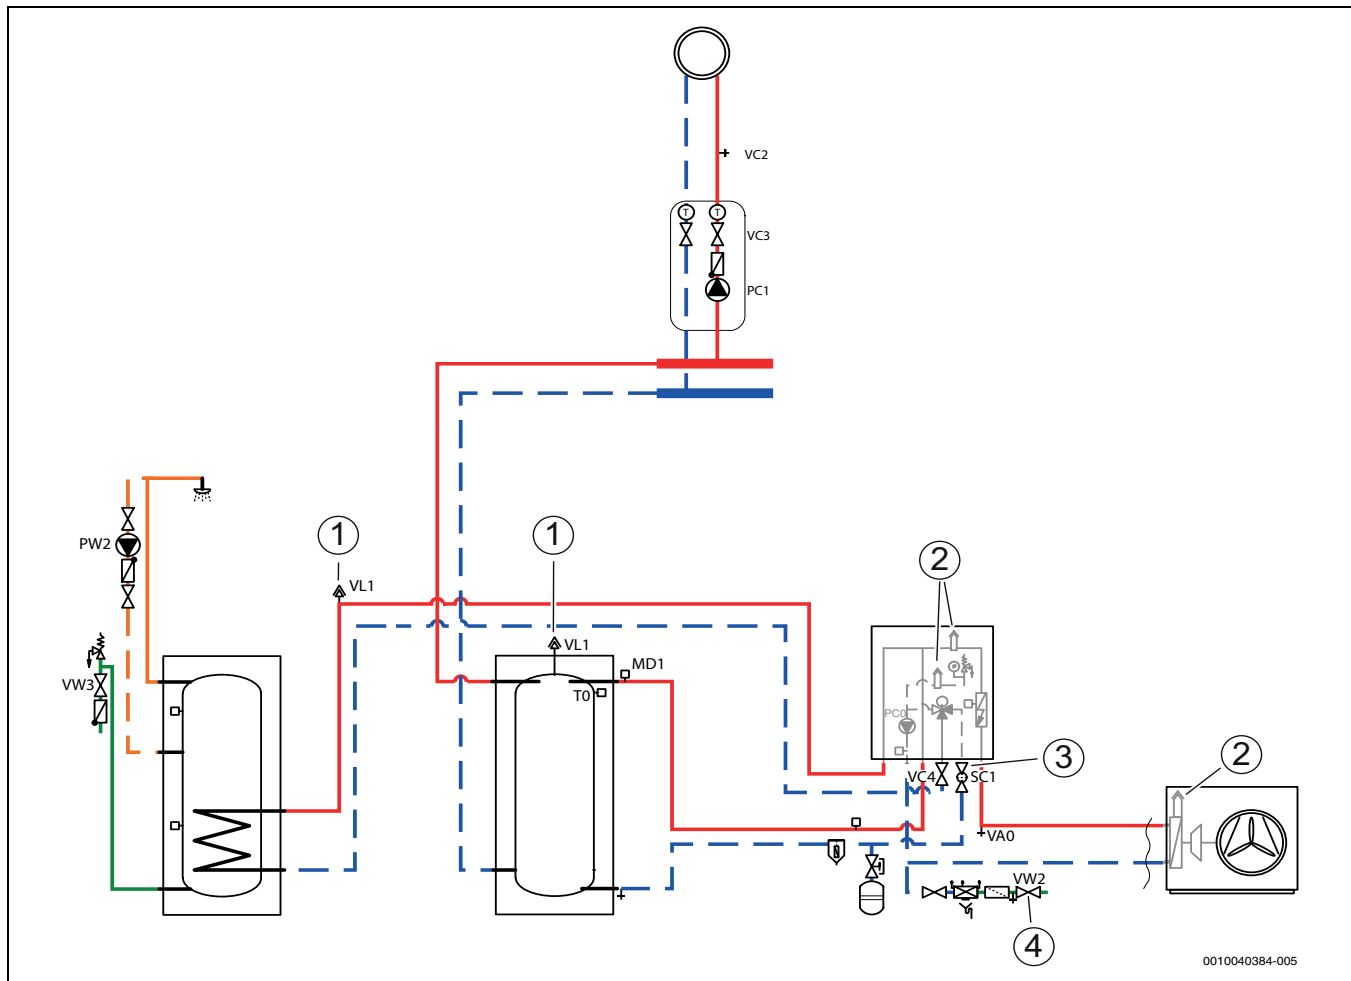 VC2
T T
VC3
PC1
PW2
1
1
2
VL1
VL1
MD1
T0
VW3
PC0
3
2
VC4
SC1
VA0
VW2
4
0010040384-005